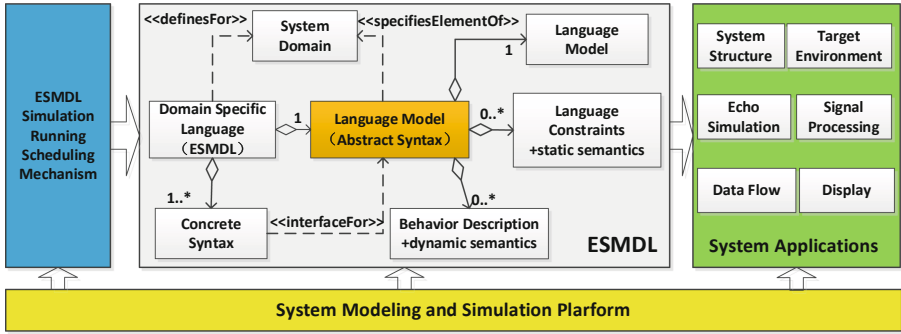 <<definesFor>>
<<specifiesElementOf>>
System
Domain
Language
Model
1
System
Structure
Target
Environment
ESMDL
Simulation
Running
Scheduling
Mechanism
Domain Specific
Language
（ESMDL）
1
Language Model
（Abstract Syntax）
0..*
Language
Constraints
+static semantics
Echo
Simulation
Signal
Processing
1..*
0..*
Concrete
Syntax
<<interfaceFor>>
Behavior Description
+dynamic semantics
ESMDL
Data Flow
Display
System Applications
System Modeling and Simulation Plarform